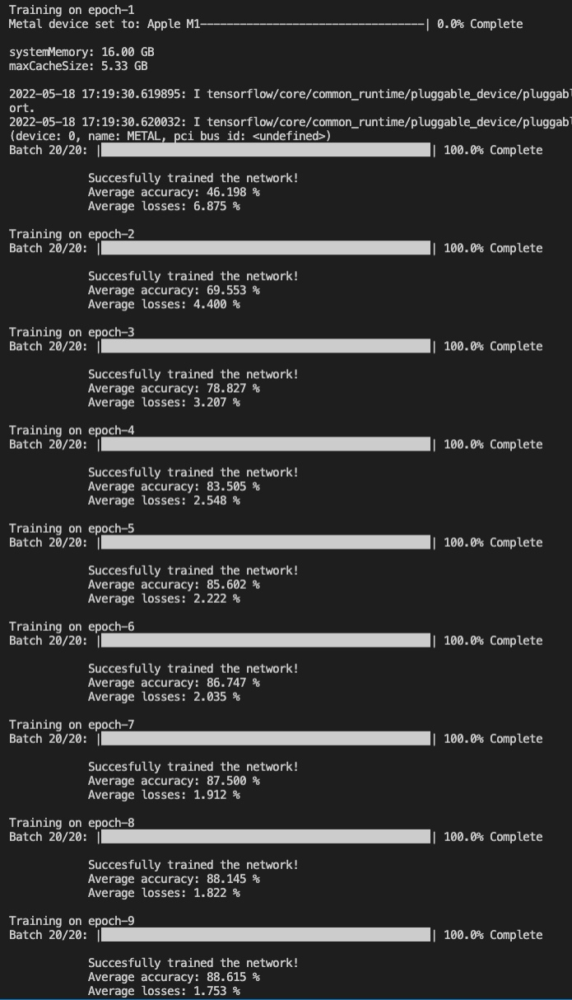 Training on epoch-1
Metal device set to: Apple M1----------------------------------| 0.0% Complete
systemMemory: 16.00 GB
maxCacheSize: 5.33 GB
2022-05-18 17:19:30.619895: I tensorflow/core/common_runtime/pluggable_device/pluggabl
ort.
2022-05-18 17:19:30.620032: I tensorflow/core/common_runtime/pluggable_device/pluggabl
(device: 0, name: METAL, pci bus id: <undefined>)
Batch 20/20: | | 100.0% Complete
Succesfully trained the network!
Average accuracy: 46.198 %
Average losses: 6.875 %
Training on epoch-2
Batch 20/20: | | 100.0% Complete
Succesfully trained the network!
Average accuracy: 69.553 %
Average losses: 4.400 %
Training on epoch-3
Batch 20/20: | | 100.0% Complete
Succesfully trained the network!
Average accuracy: 78.827 %
Average losses: 3.207 %
Training on epoch-4
Batch 20/20: | | 100.0% Complete
Succesfully trained the network!
Average accuracy: 83.505 %
Average losses: 2.548 %
Training on epoch-5
Batch 20/20: | | 100.0% Complete
Succesfully trained the network!
Average accuracy: 85.602 %
Average losses: 2.222 %
Training on epoch-6
Batch 20/20: | | 100.0% Complete
Succesfully trained the network!
Average accuracy: 86.747 %
Average losses: 2.035 %
Training on epoch-7
Batch 20/20: | | 100.0% Complete
Succesfully trained the network!
Average accuracy: 87.500 %
Average losses: 1.912 %
Training on epoch-8
Batch 20/20: | | 100.0% Complete
Succesfully trained the network!
Average accuracy: 88.145 %
Average losses: 1.822 %
Training on epoch-9
Batch 20/20: | | 100.0% Complete
Succesfully trained the network!
Average accuracy: 88.615 %
Average losses: 1.753 %